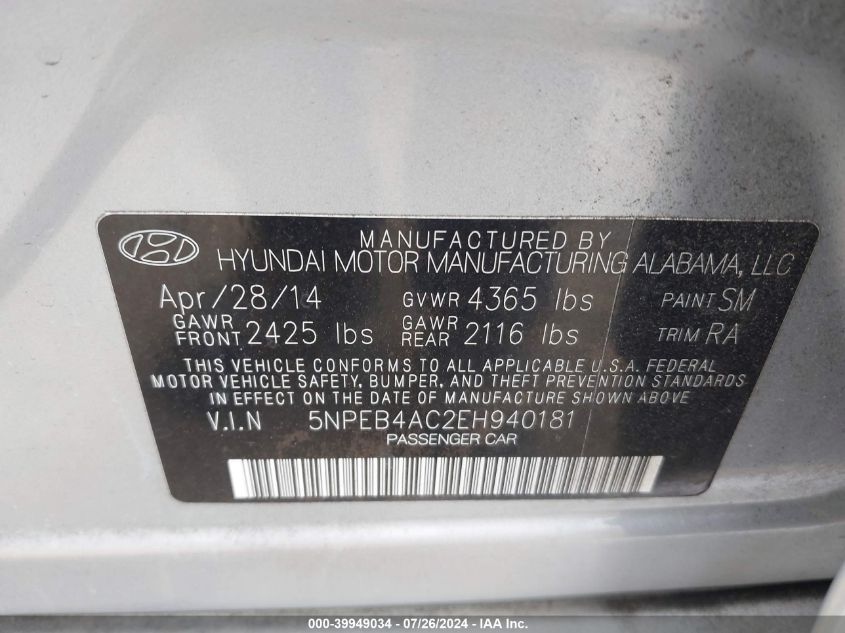 MANUFACTURED BY
HYUNDAI MOTOR MANUFACTURING ALABAMA, LLC
Apr/28/14 GVWR 4365 lbs PAINT SM
GAWR FRONT 2425 lbs GAWR REAR 2116 lbs TRIM RA
THIS VEHICLE CONFORMS TO ALL APPLICABLE U.S.A. FEDERAL
MOTOR VEHICLE SAFETY, BUMPER, AND THEFT PREVENTION STANDARDS
IN EFFECT ON THE DATE OF MANUFACTURE SHOWN ABOVE.
V.I.N 5NPEB4AC2EH940181
PASSENGER CAR
000-39949034 - 07/26/2024 - IAA Inc.